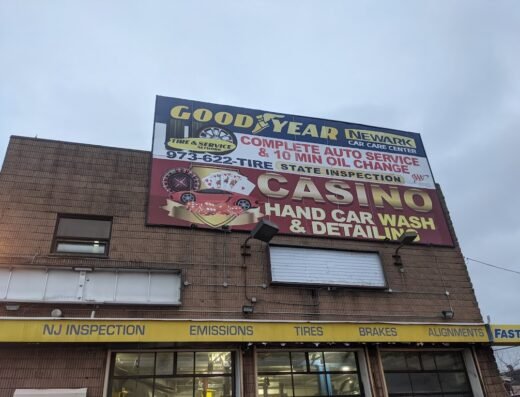 GOODYEAR
NEWARK
CAR CARE CENTER
TIRE & SERVICE
NETWORK
COMPLETE AUTO SERVICE
& 10 MIN OIL CHANGE
973-622-TIRE
STATE INSPECTION
CASINO
HAND CAR WASH
& DETAILING
NJ INSPECTION EMISSIONS TIRES BRAKES ALIGNMENTS FAST